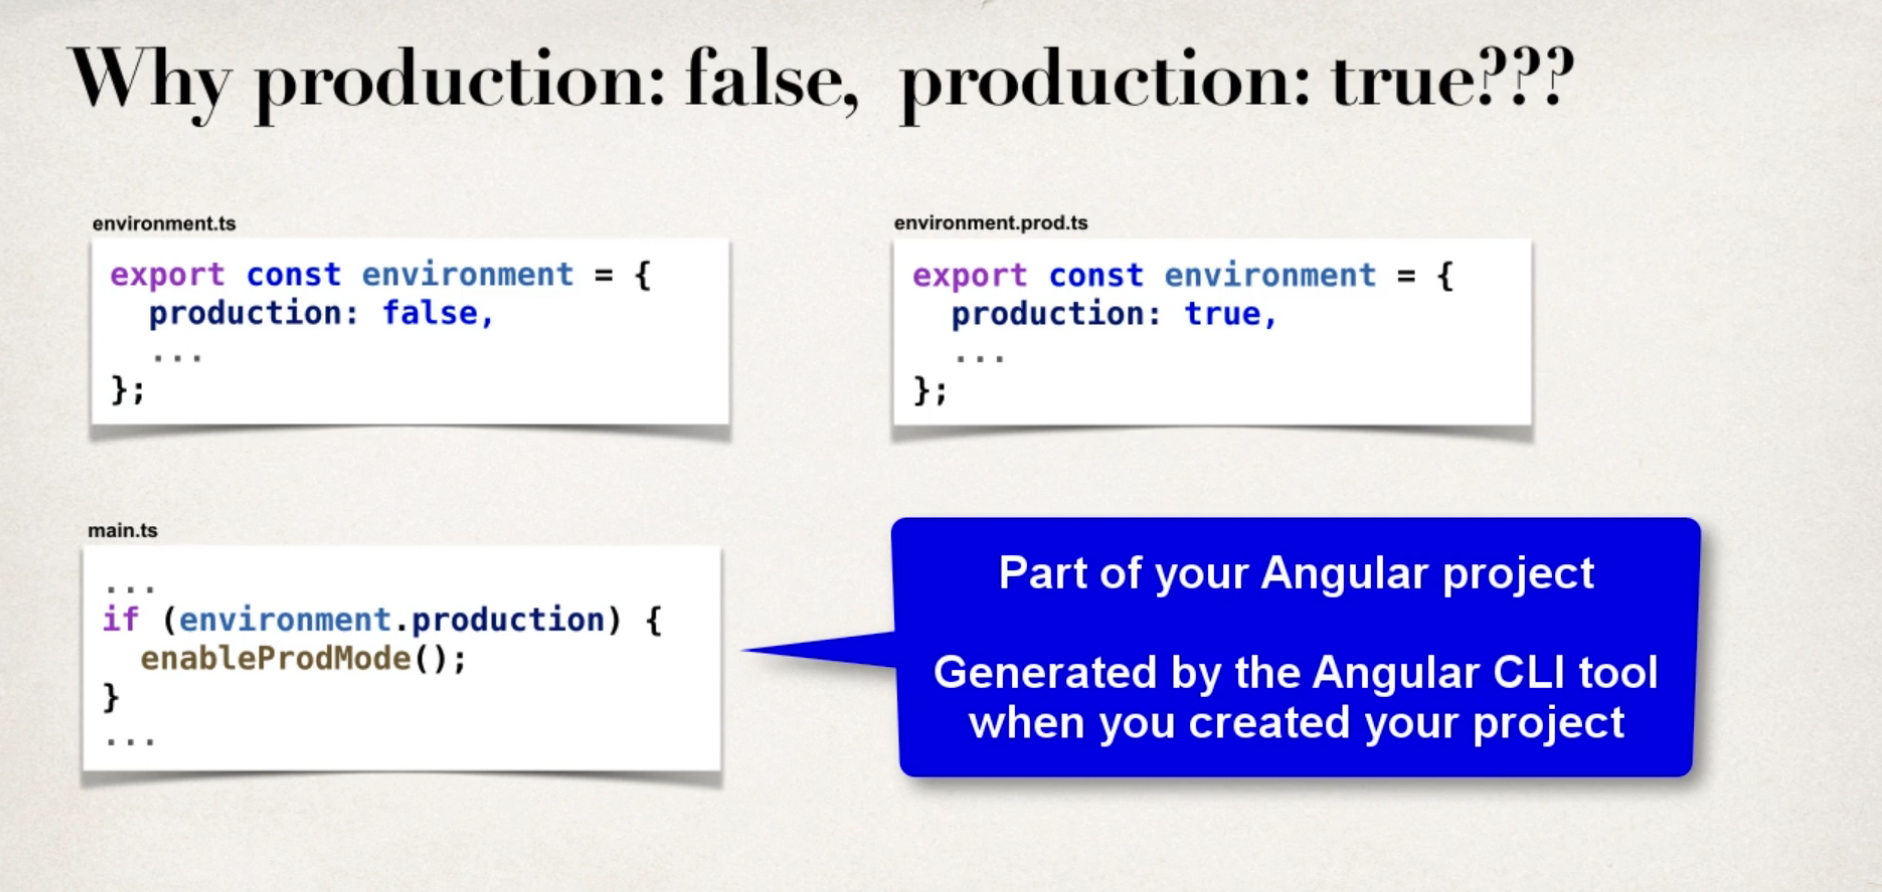 Why production: false, production: true???
environment.ts
export const environment = {
production: false,
...
};
environment.prod.ts
export const environment = {
production: true,
...
};
main.ts
...
if (environment.production) {
enableProdMode();
}
...
Part of your Angular project
Generated by the Angular CLI tool
when you created your project